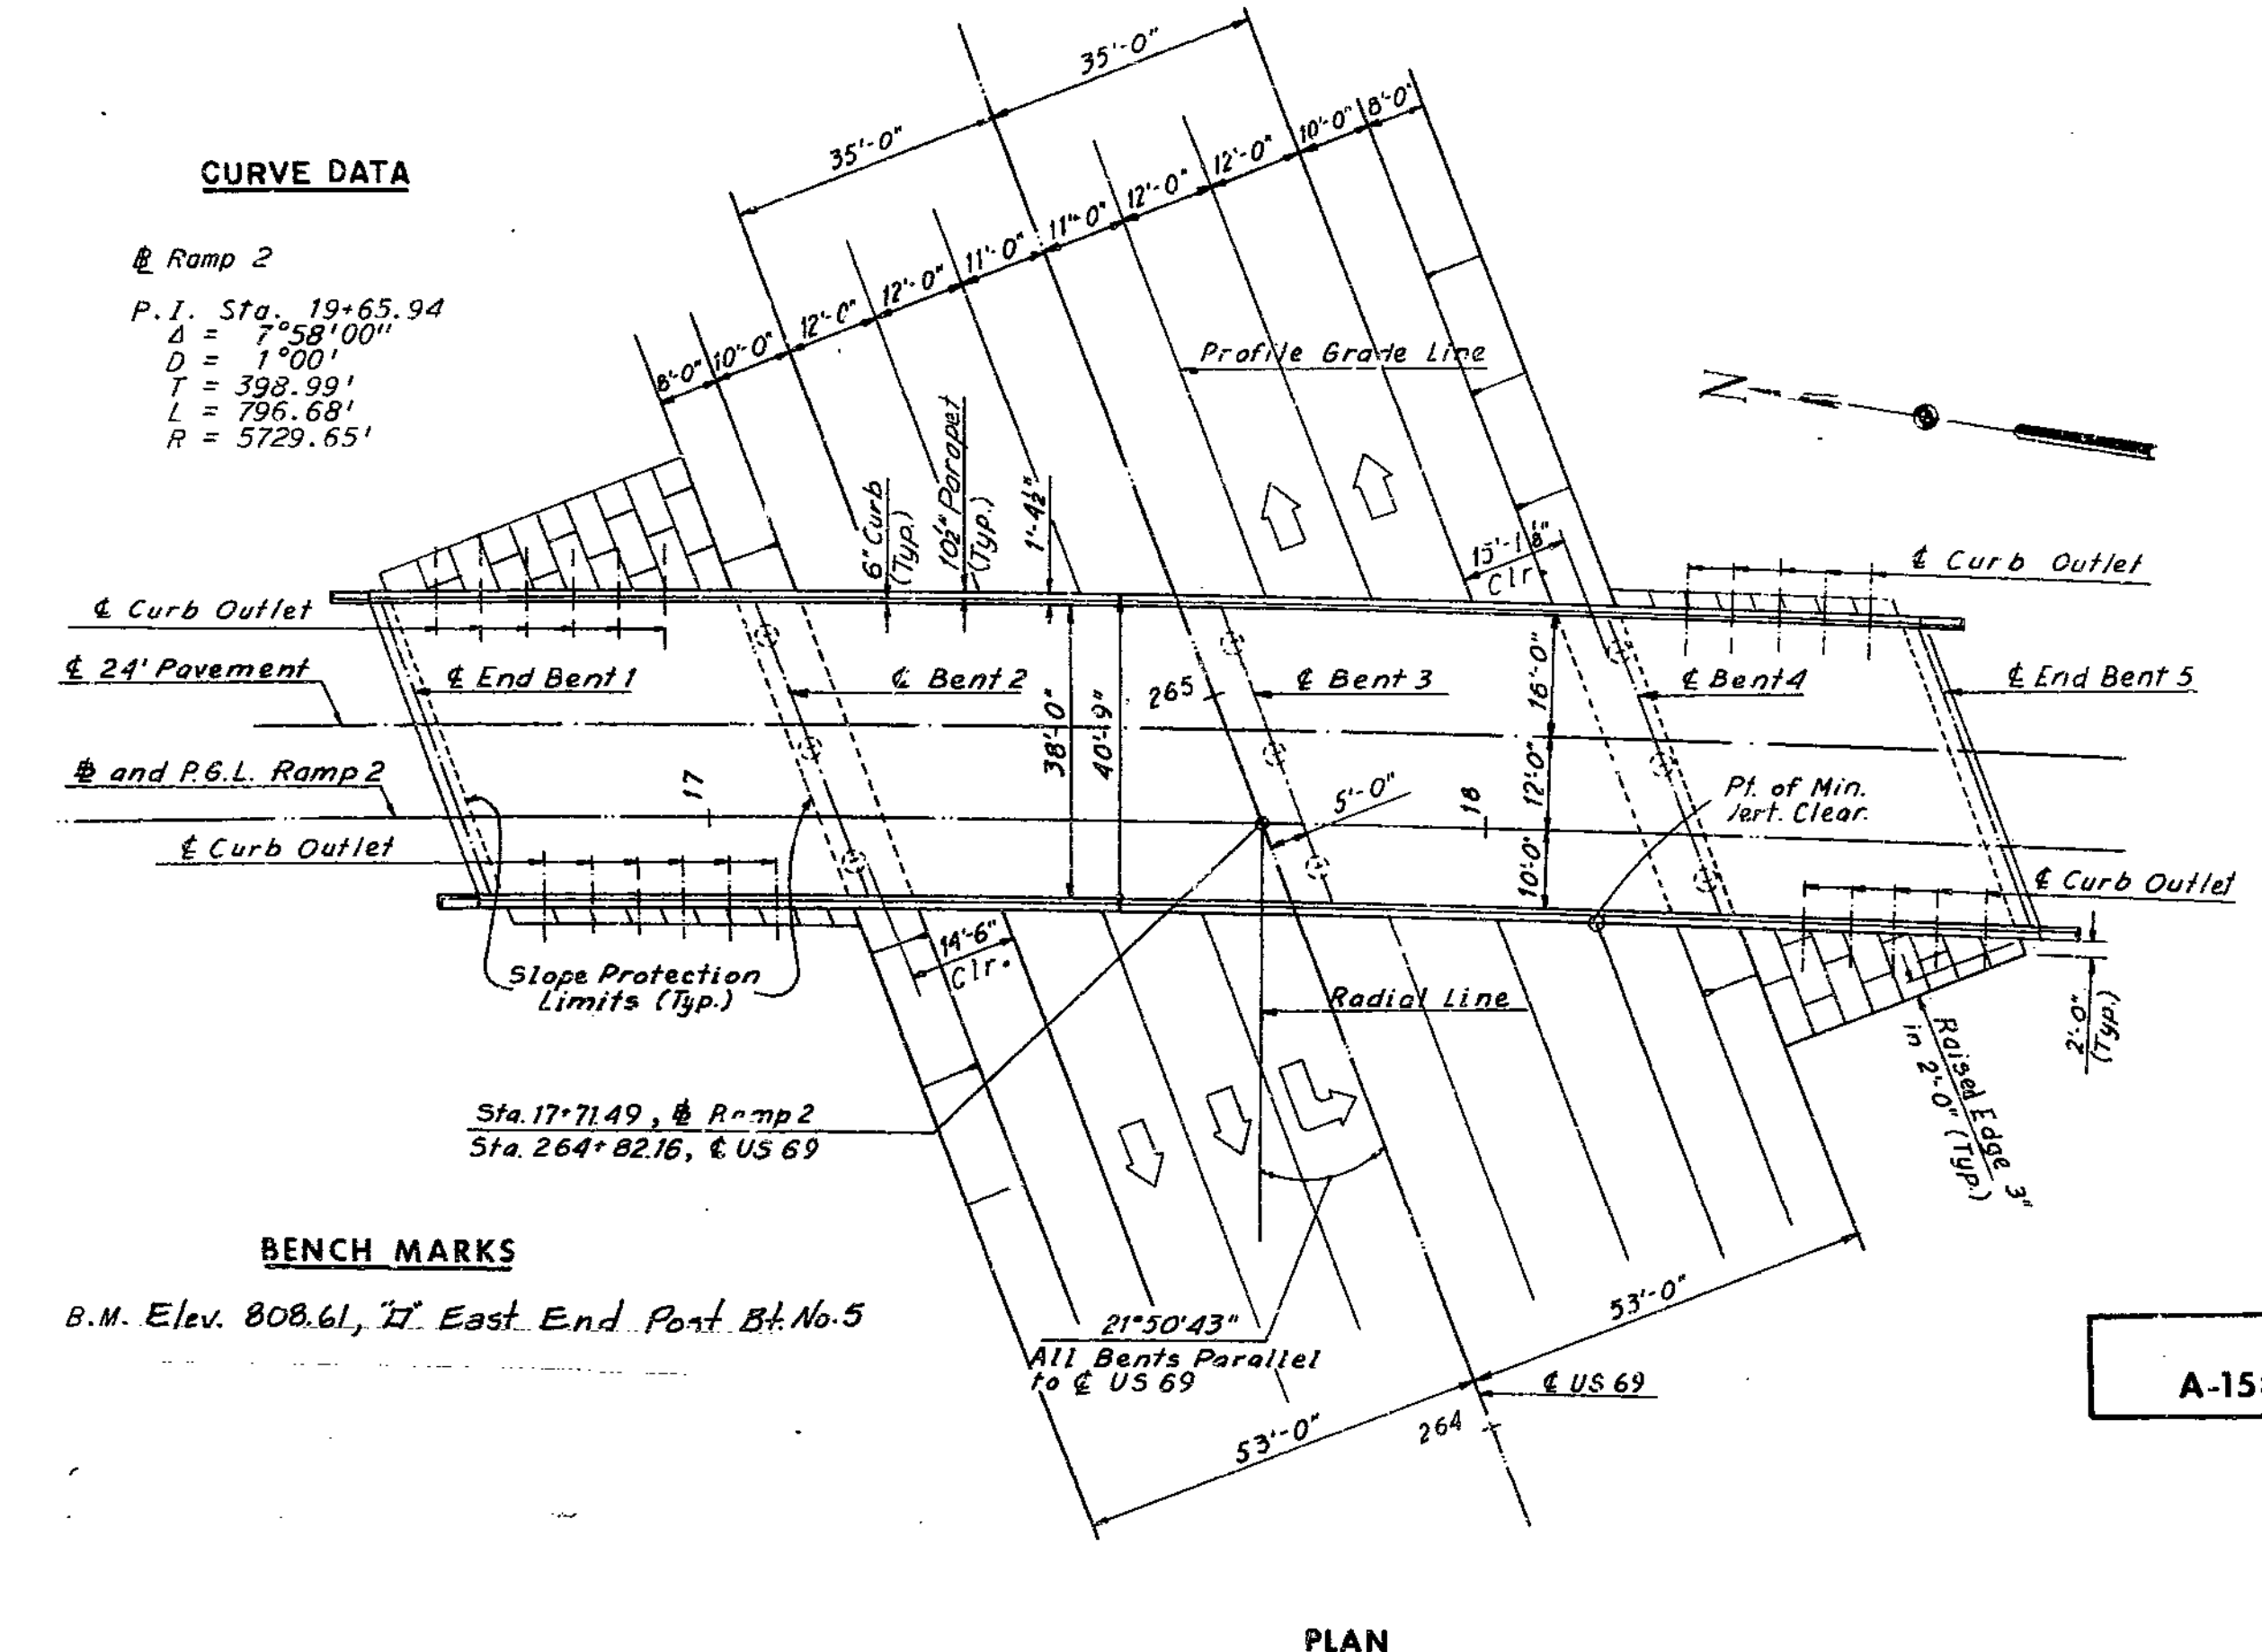 CURVE DATA
℄ Ramp 2
P.I. Sta. 19+65.94
Δ = 7°58'00"
D = 1°00'
T = 398.99'
L = 796.68'
R = 5729.65'
35'-0"
35'-0"
8'-0"
10'-0"
12'-0"
12'-0"
11'-0"
11'-0"
12'-0"
12'-0"
10'-0"
8'-0"
Profile Grade Line
N
6" Curb
(Typ.)
10½" Parapet
(Typ.)
1'-4½"
15'-1⅝"
Clr.
℄ Curb Outlet
℄ Curb Outlet
℄ 24' Pavement
℄ End Bent 1
℄ Bent 2
265
℄ Bent 3
℄ Bent 4
℄ End Bent 5
38'-0"
40'-9"
16'-0"
12'-0"
10'-0"
℄ and P.G.L. Ramp 2
17
5'-0"
18
Pt. of Min.
Vert. Clear.
℄ Curb Outlet
℄ Curb Outlet
14'-6"
Clr.
Slope Protection
Limits (Typ.)
Radial Line
2'-0"
(Typ.)
Raised Edge 3"
in 2'-0" (Typ.)
Sta. 17+71.49, ℄ Ramp 2
Sta. 264+82.16, ℄ US 69
BENCH MARKS
B.M. Elev. 808.61, "□" East End Post Bt. No. 5
21°50'43"
All Bents Parallel
to ℄ US 69
53'-0"
53'-0"
℄ US 69
264
A-15
PLAN